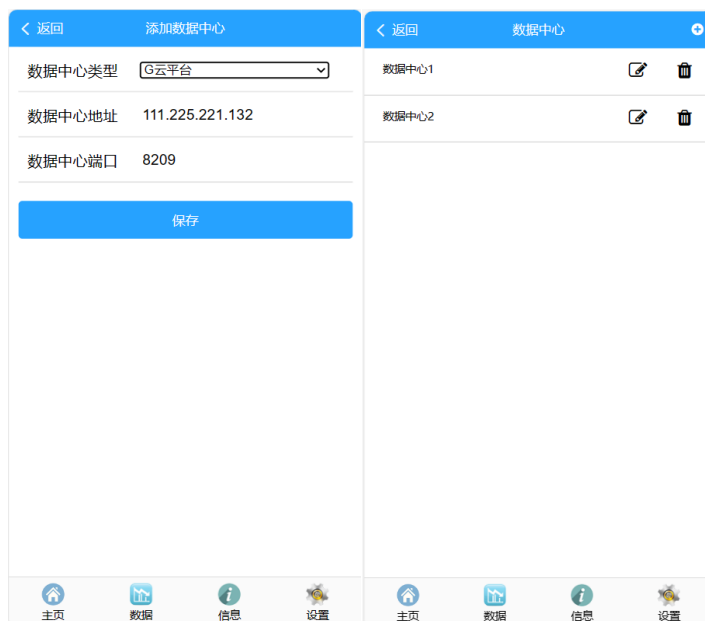 返回 添加数据中心
数据中心类型 G云平台
数据中心地址 111.225.221.132
数据中心端口 8209
保存
主页 数据 信息 设置
返回 数据中心
数据中心1
数据中心2
主页 数据 信息 设置